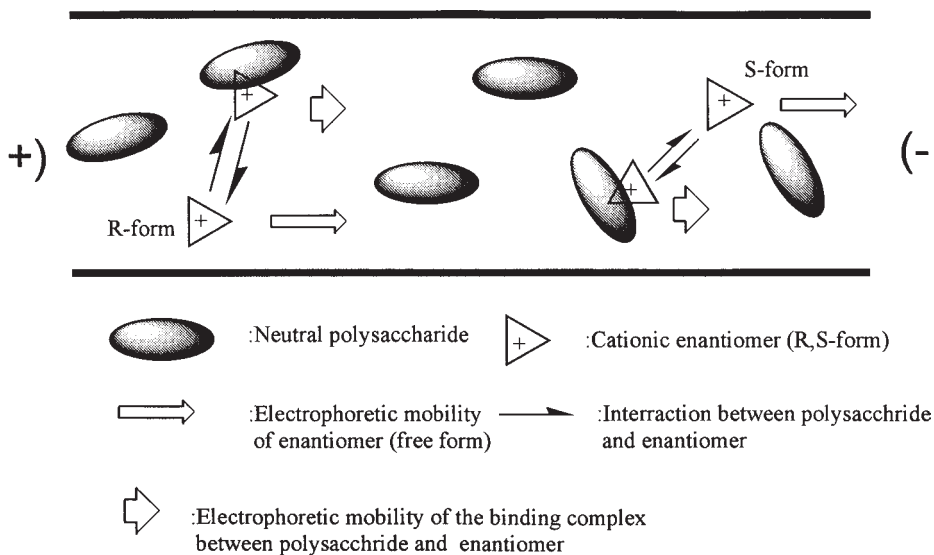 S-form
+)
(-
R-form
+
+
+
+
:Neutral polysaccharide
+
:Cationic enantiomer (R,S-form)
:Electrophoretic mobility
of enantiomer (free form)
:Interraction between polysacchride
and enantiomer
:Electrophoretic mobility of the binding complex
between polysacchride and enantiomer